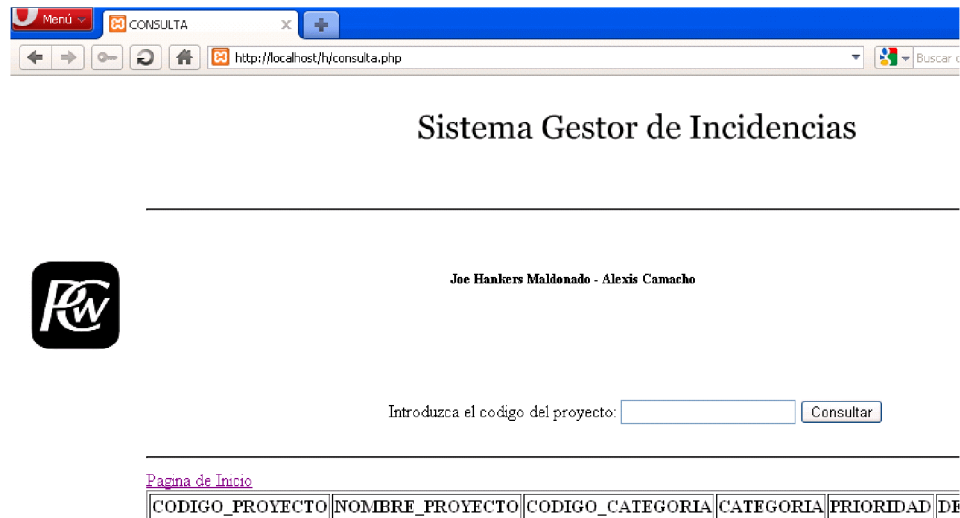 Menú
CONSULTA
http://localhost/h/consulta.php
Buscar
Sistema Gestor de Incidencias
Joe Hankers Maldonado - Alexis Camacho
PCW
Introduzca el codigo del proyecto:
Consultar
Pagina de Inicio
CODIGO_PROYECTO NOMBRE_PROYECTO CODIGO_CATEGORIA CATEGORIA PRIORIDAD